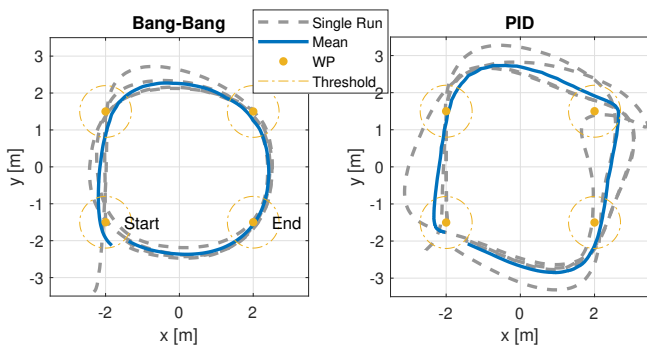 Bang-Bang
PID
Single Run
Mean
WP
Threshold
3
2
1
0
-1
-2
-3
y [m]
Start
End
-2
0
2
x [m]
3
2
1
0
-1
-2
-3
y [m]
-2
0
2
x [m]